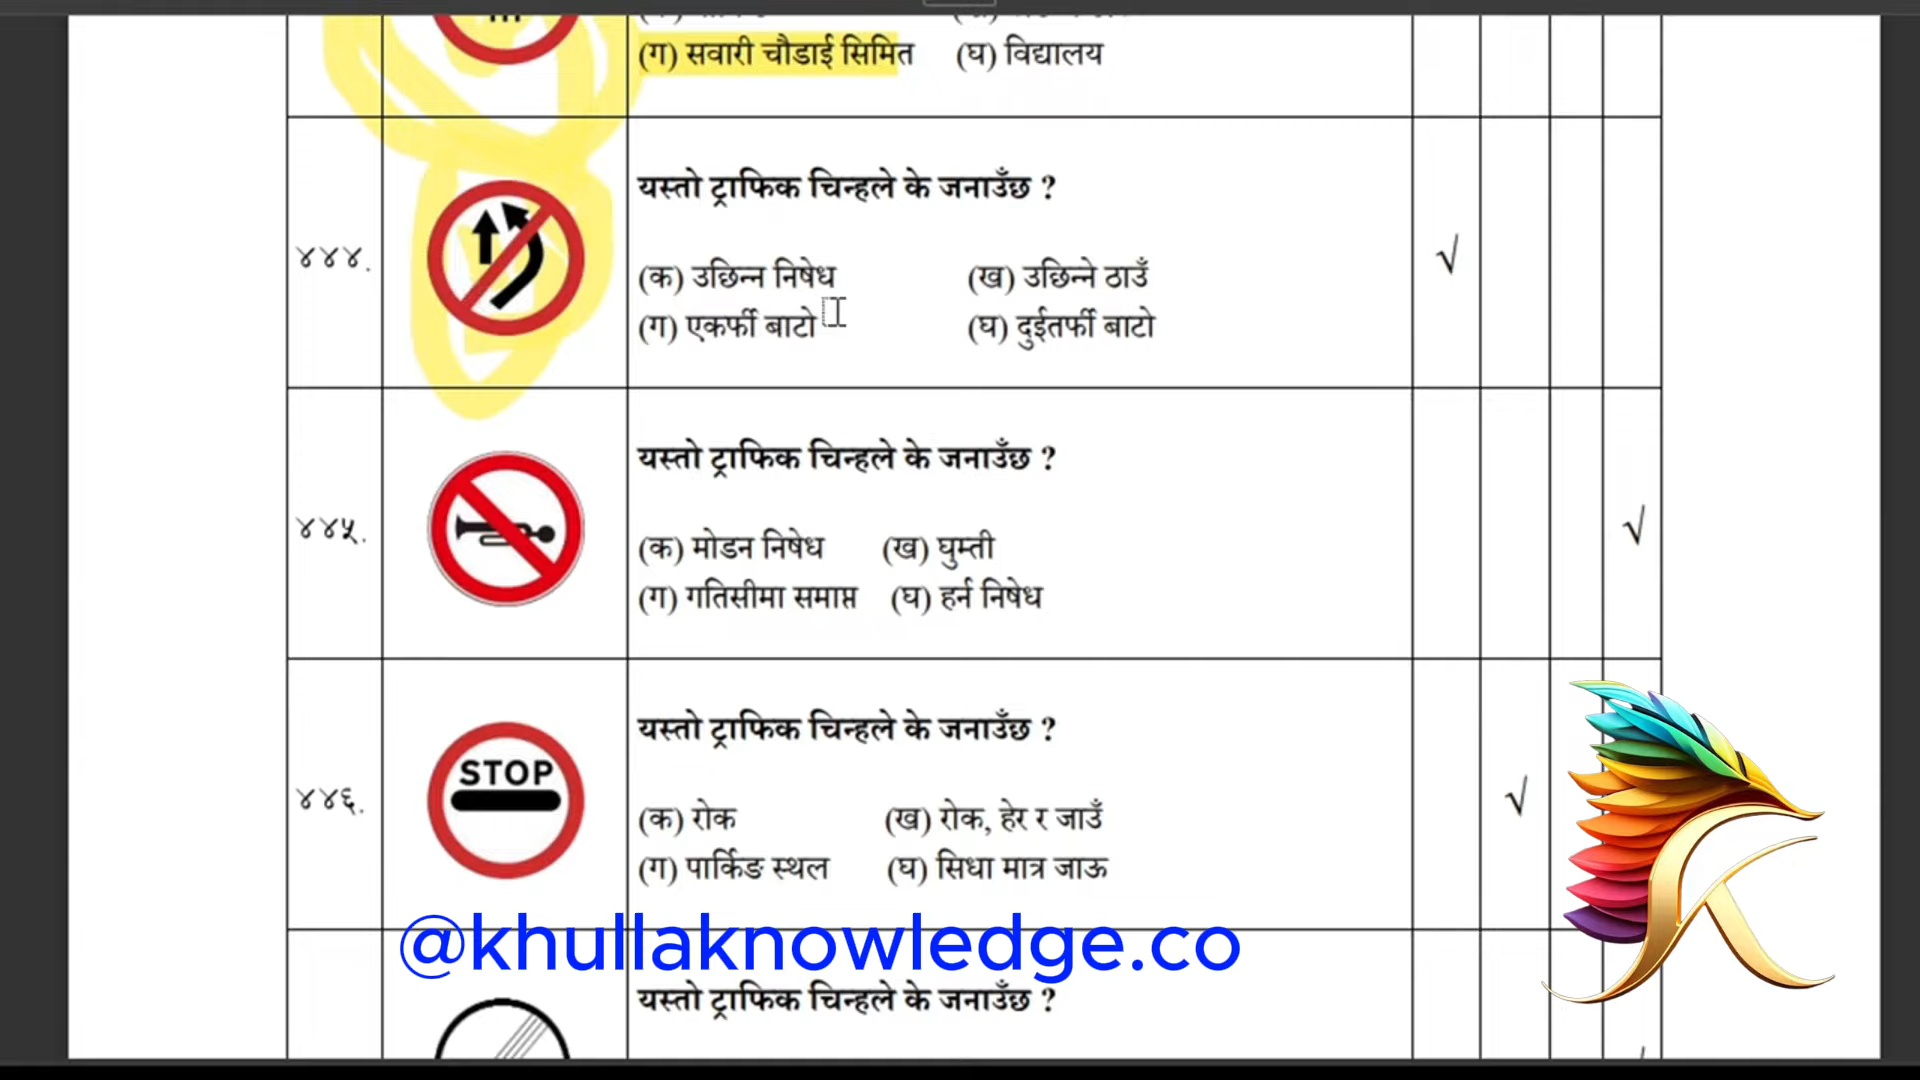 (ग) सवारी चौडाई सिमित (घ) विद्यालय
४४४. यस्तो ट्राफिक चिन्हले के जनाउँछ ?
(क) उछिन्न निषेध (ख) उछिन्ने ठाउँ
√
(ग) एकर्फी बाटो (घ) दुईतर्फी बाटो
४४५. यस्तो ट्राफिक चिन्हले के जनाउँछ ?
(क) मोडन निषेध (ख) घुम्ती
√
(ग) गतिसीमा समाप्त (घ) हर्न निषेध
४४६. यस्तो ट्राफिक चिन्हले के जनाउँछ ?
STOP
(क) रोक (ख) रोक, हेर र जाउँ
√
(ग) पार्किङ स्थल (घ) सिधा मात्र जाऊ
@khullaknowledge.co
यस्तो ट्राफिक चिन्हले के जनाउँछ ?